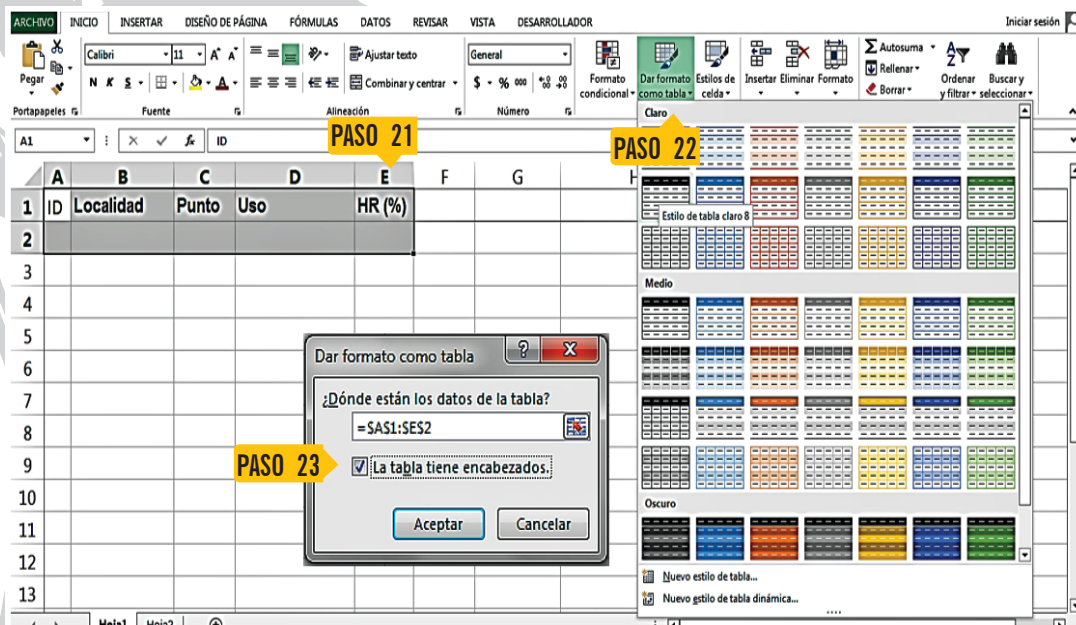 ARCHIVO INICIO INSERTAR DISEÑO DE PÁGINA FÓRMULAS DATOS REVISAR VISTA DESARROLLADOR Iniciar sesión
Pegar
Calibri 11
N K S
Ajustar texto
Combinar y centrar
General
$ % 000
Formato condicional
Dar formato como tabla
Estilos de celda
Insertar Eliminar Formato
Autosuma
Rellenar
Borrar
Ordenar y filtrar
Buscar y seleccionar
Portapapeles Fuente Alineación Número
Claro
A1 fx ID
PASO 21
PASO 22
A B C D E F G H
1 ID Localidad Punto Uso HR (%)
Estilo de tabla claro 8
2
3
4
Medio
5
6
7
8
9
10
11
12
13
Dar formato como tabla ? X
¿Dónde están los datos de la tabla?
=$A$1:$E$2
PASO 23
La tabla tiene encabezados.
Aceptar Cancelar
Oscuro
Nuevo estilo de tabla...
Nuevo estilo de tabla dinámica...
Hoja1 Hoja2